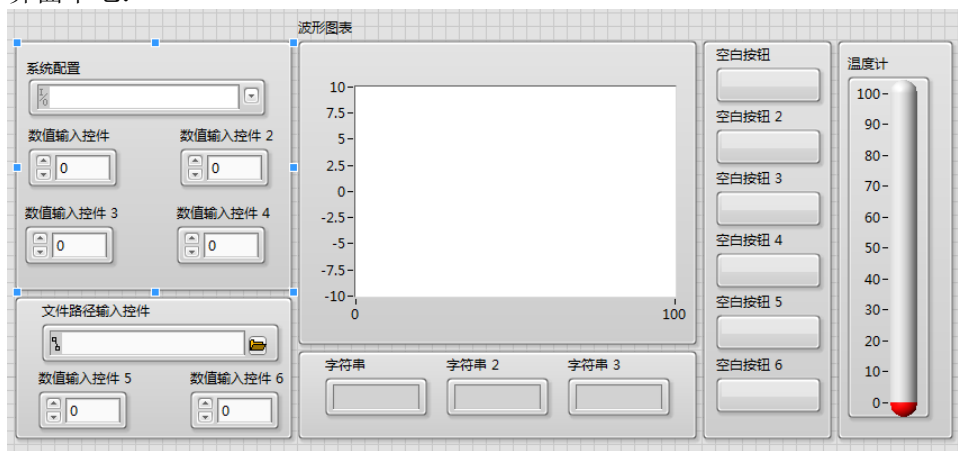 波形图表
系统配置
数值输入控件
数值输入控件 2
0
0
数值输入控件 3
数值输入控件 4
0
0
文件路径输入控件
数值输入控件 5
数值输入控件 6
0
0
10
7.5
5
2.5
0
-2.5
-5
-7.5
-10
0
100
字符串
字符串 2
字符串 3
空白按钮
空白按钮 2
空白按钮 3
空白按钮 4
空白按钮 5
空白按钮 6
温度计
100
90
80
70
60
50
40
30
20
10
0